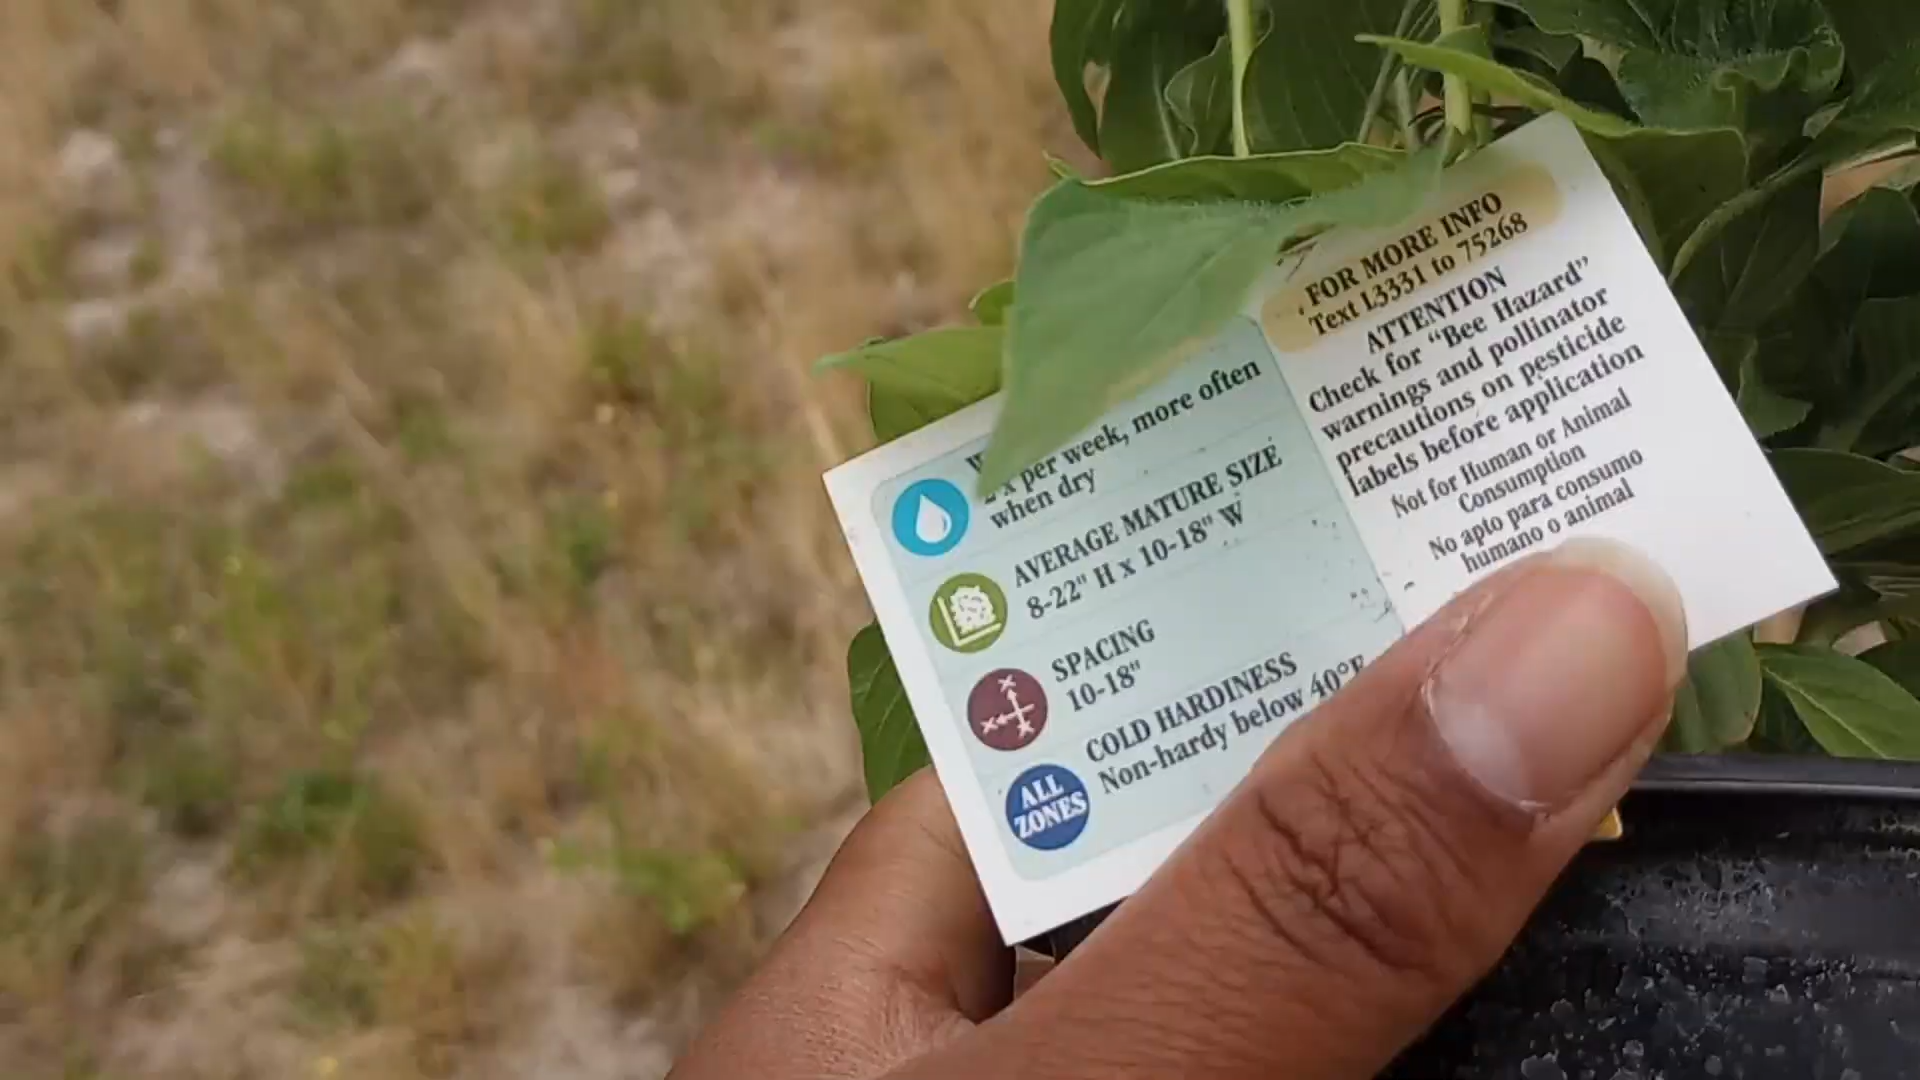 2 x per week, more often
when dry
AVERAGE MATURE SIZE
8-22" H x 10-18" W
SPACING
10-18"
COLD HARDINESS
Non-hardy below 40°F
ALL
ZONES
FOR MORE INFO
Text L3331 to 75268
ATTENTION
Check for “Bee Hazard”
warnings and pollinator
precautions on pesticide
labels before application
Not for Human or Animal
Consumption
No apto para consumo
humano o animal